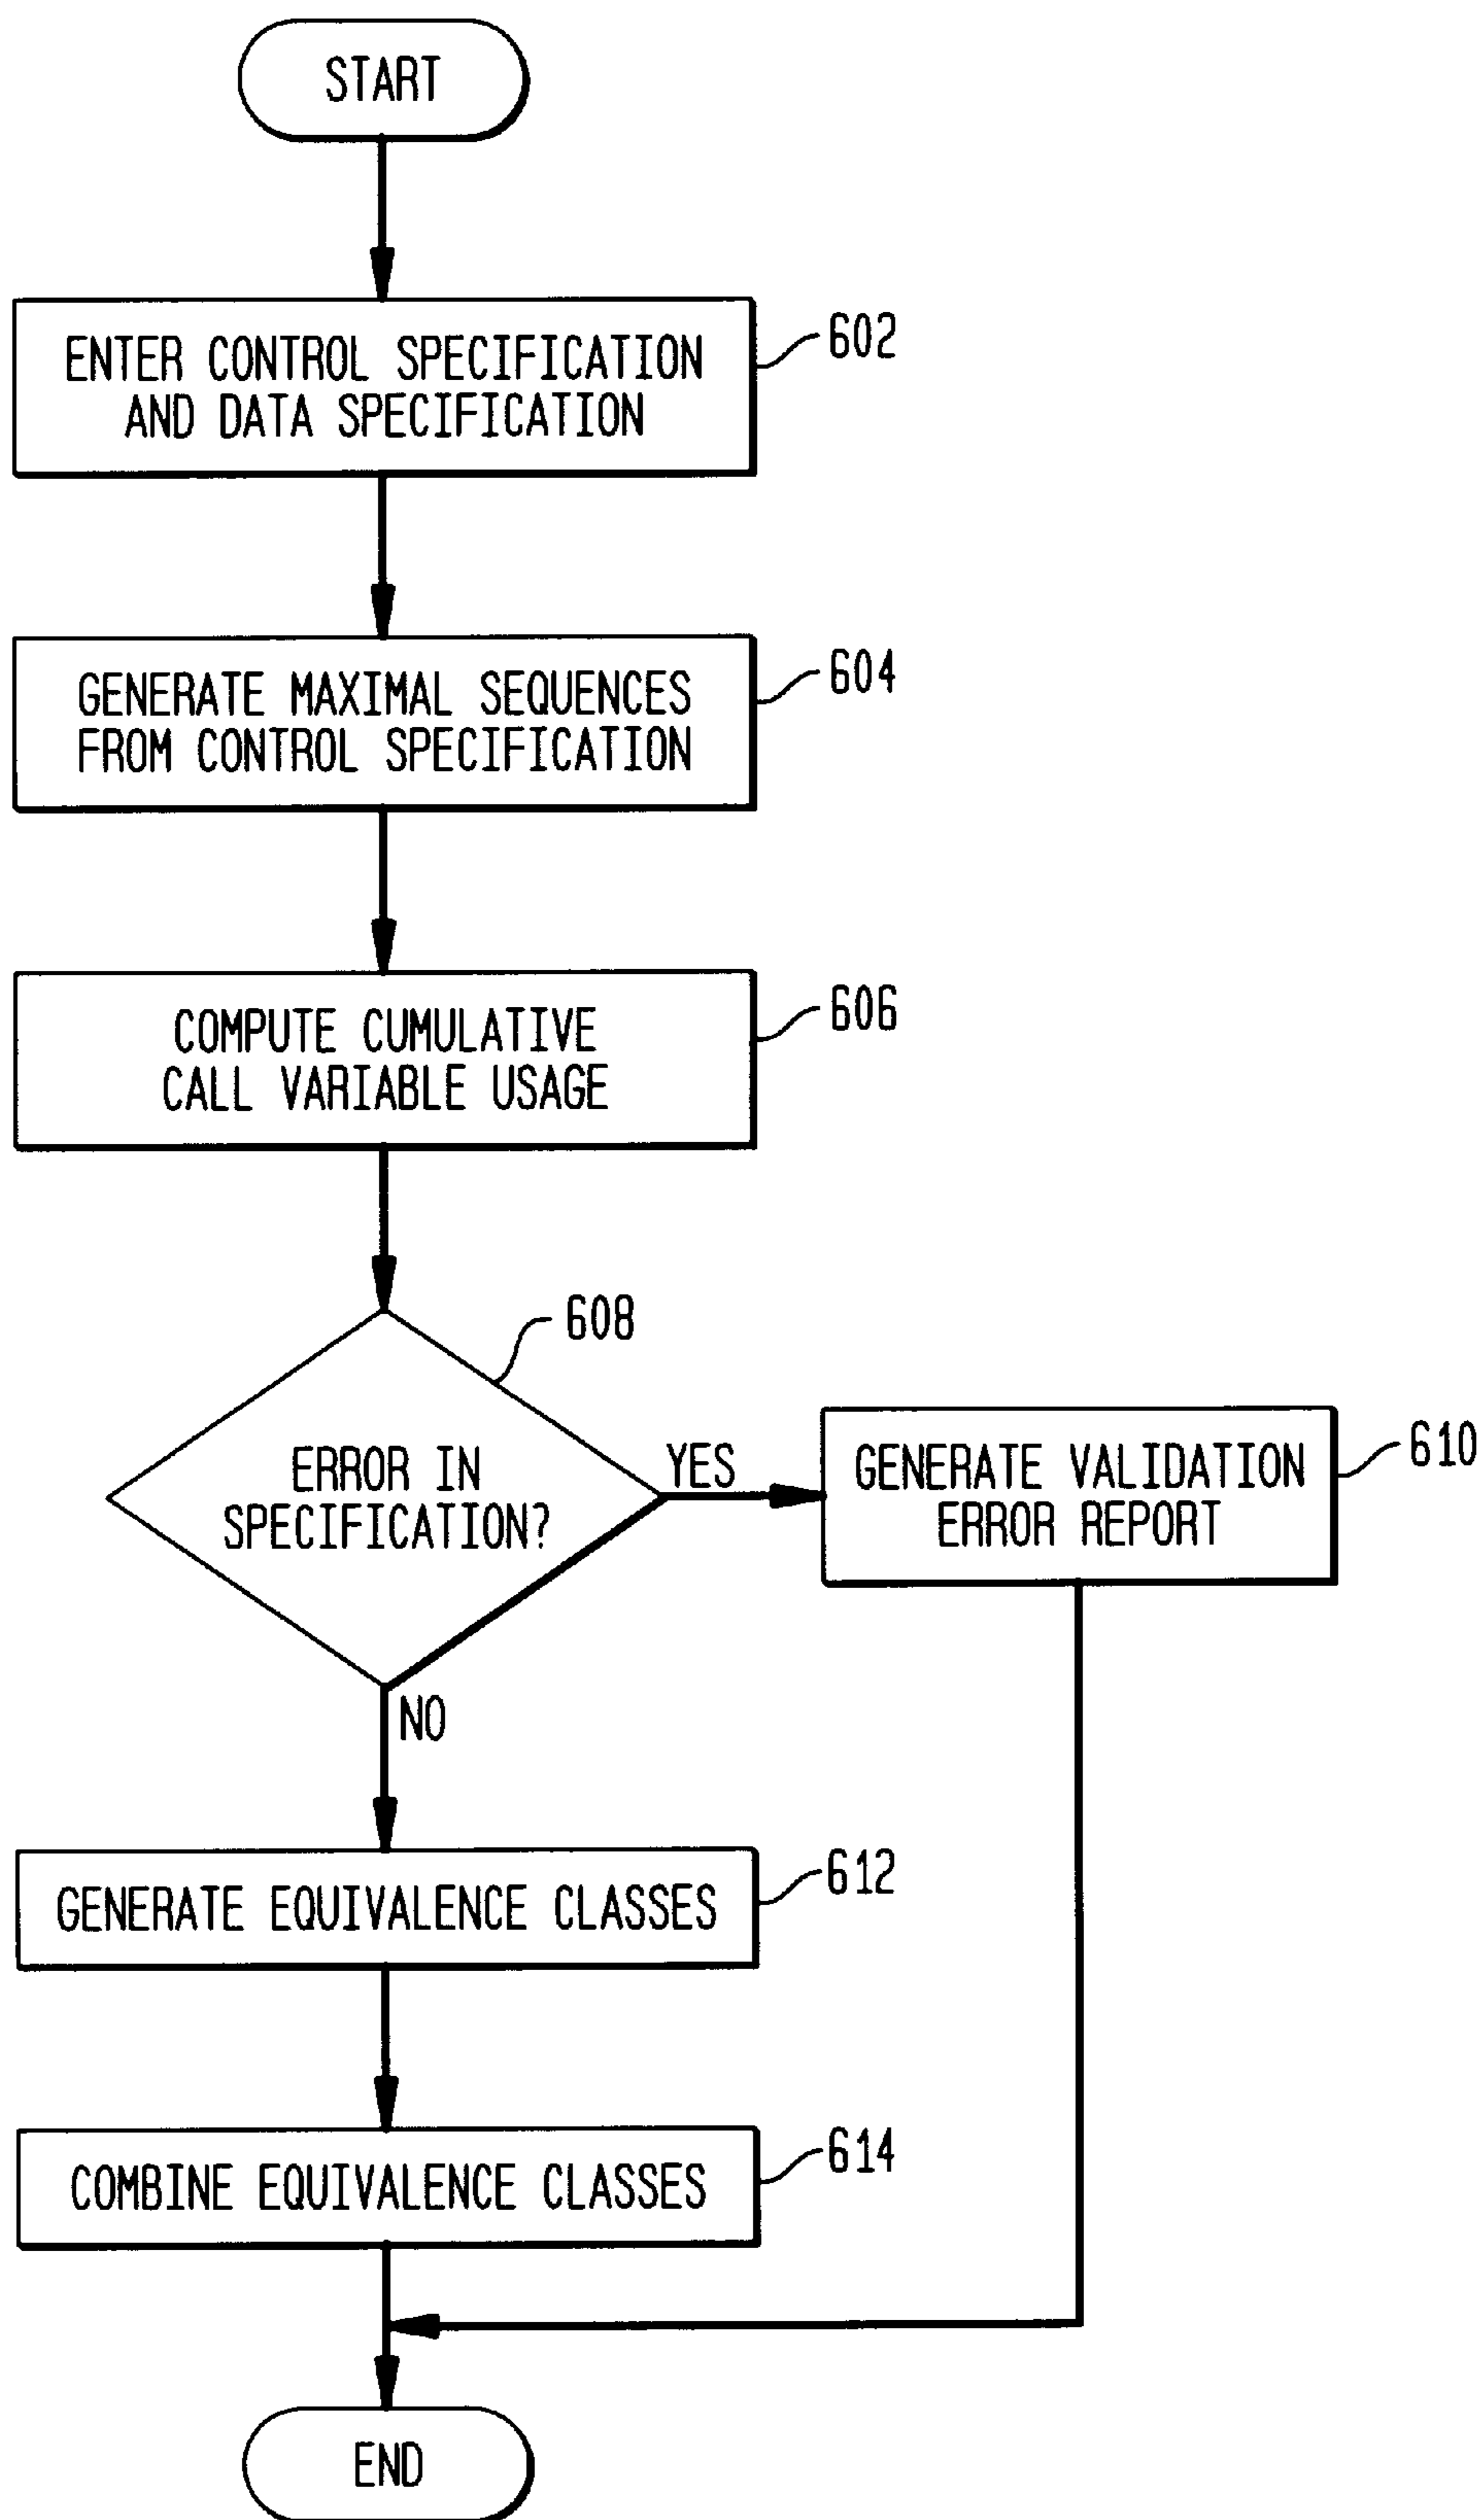 START
ENTER CONTROL SPECIFICATION
AND DATA SPECIFICATION
602
GENERATE MAXIMAL SEQUENCES
FROM CONTROL SPECIFICATION
604
COMPUTE CUMULATIVE
CALL VARIABLE USAGE
606
608
ERROR IN
SPECIFICATION?
YES
GENERATE VALIDATION
ERROR REPORT
610
NO
GENERATE EQUIVALENCE CLASSES
612
COMBINE EQUIVALENCE CLASSES
614
END